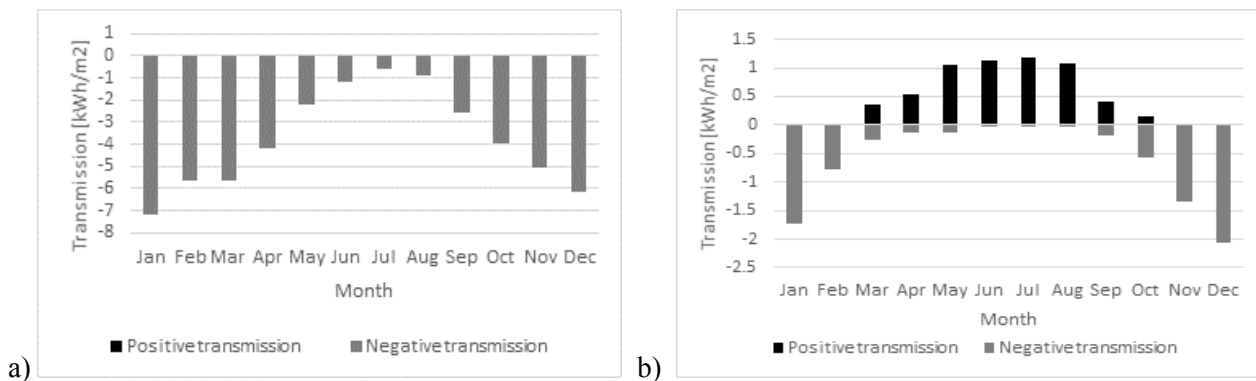 Transmission [kWh/m2]
1
0
-1
-2
-3
-4
-5
-6
-7
-8
Jan Feb Mar Apr May Jun Jul Aug Sep Oct Nov Dec
Month
Positive transmission Negative transmission
a)
Transmission [kWh/m2]
1.5
1
0.5
0
-0.5
-1
-1.5
-2
-2.5
Jan Feb Mar Apr May Jun Jul Aug Sep Oct Nov Dec
Month
Positive transmission Negative transmission
b)